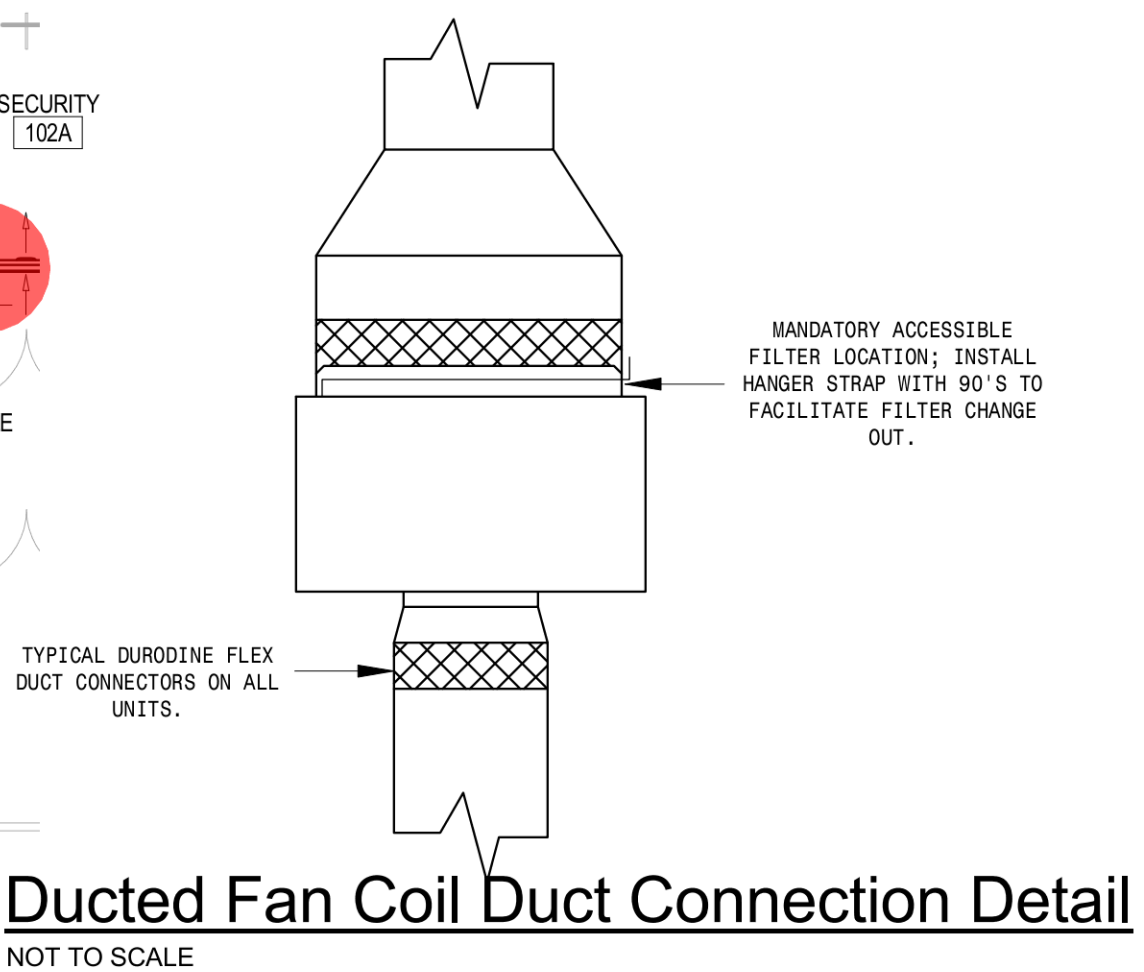 SECURITY
102A
E
MANDATORY ACCESSIBLE
FILTER LOCATION; INSTALL
HANGER STRAP WITH 90'S TO
FACILITATE FILTER CHANGE
OUT.
TYPICAL DURODINE FLEX
DUCT CONNECTORS ON ALL
UNITS.
Ducted Fan Coil Duct Connection Detail
NOT TO SCALE